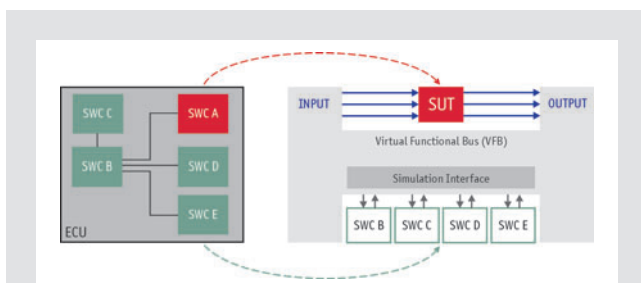 SWC C
SWC A
SWC B
SWC D
SWC E
ECU
INPUT
SUT
OUTPUT
Virtual Functional Bus (VFB)
Simulation Interface
SWC B
SWC C
SWC D
SWC E